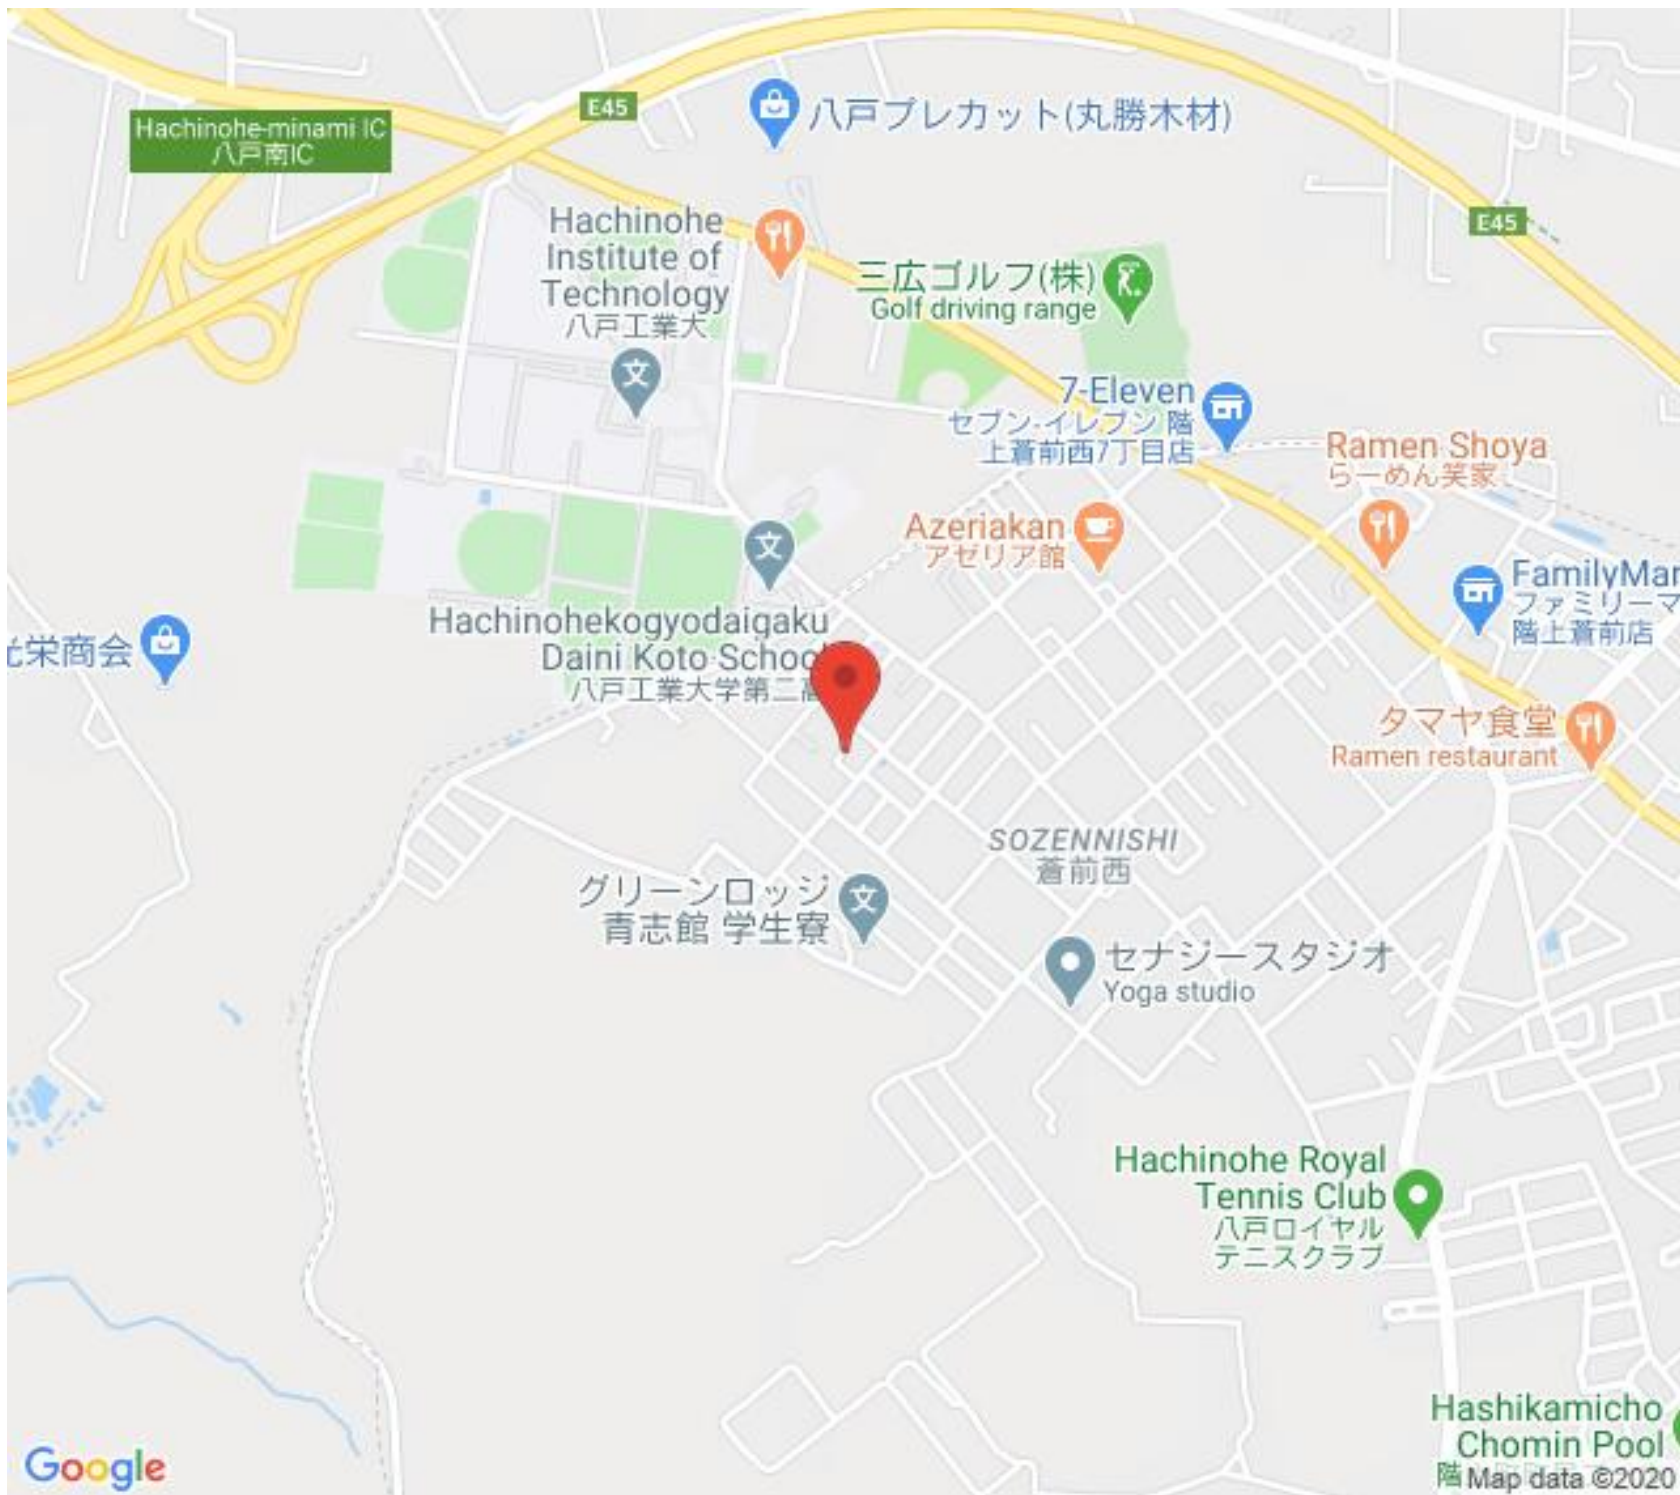 E45
Hachinohe-minami IC
八戸南IC
八戸プレカット(丸勝木材)
E45
Hachinohe
Institute of
Technology
八戸工業大
文
三広ゴルフ(株)
Golf driving range
7-Eleven
セブン-イレブン 階
上蒼前西7丁目店
Ramen Shoya
らーめん笑家
Azeriakan
アゼリア館
文
FamilyMar
ファミリーマ
階上蒼前店
Hachinohekogyodaigaku
Daini Koto School
八戸工業大学第二高
栄商会
タマヤ食堂
Ramen restaurant
SOZENNISHI
蒼前西
グリーンロッジ
青志館 学生寮
文
セナジースタジオ
Yoga studio
Hachinohe Royal
Tennis Club
八戸ロイヤル
テニスクラブ
Hashikamicho
Chomin Pool
階
Google
Map data ©2020